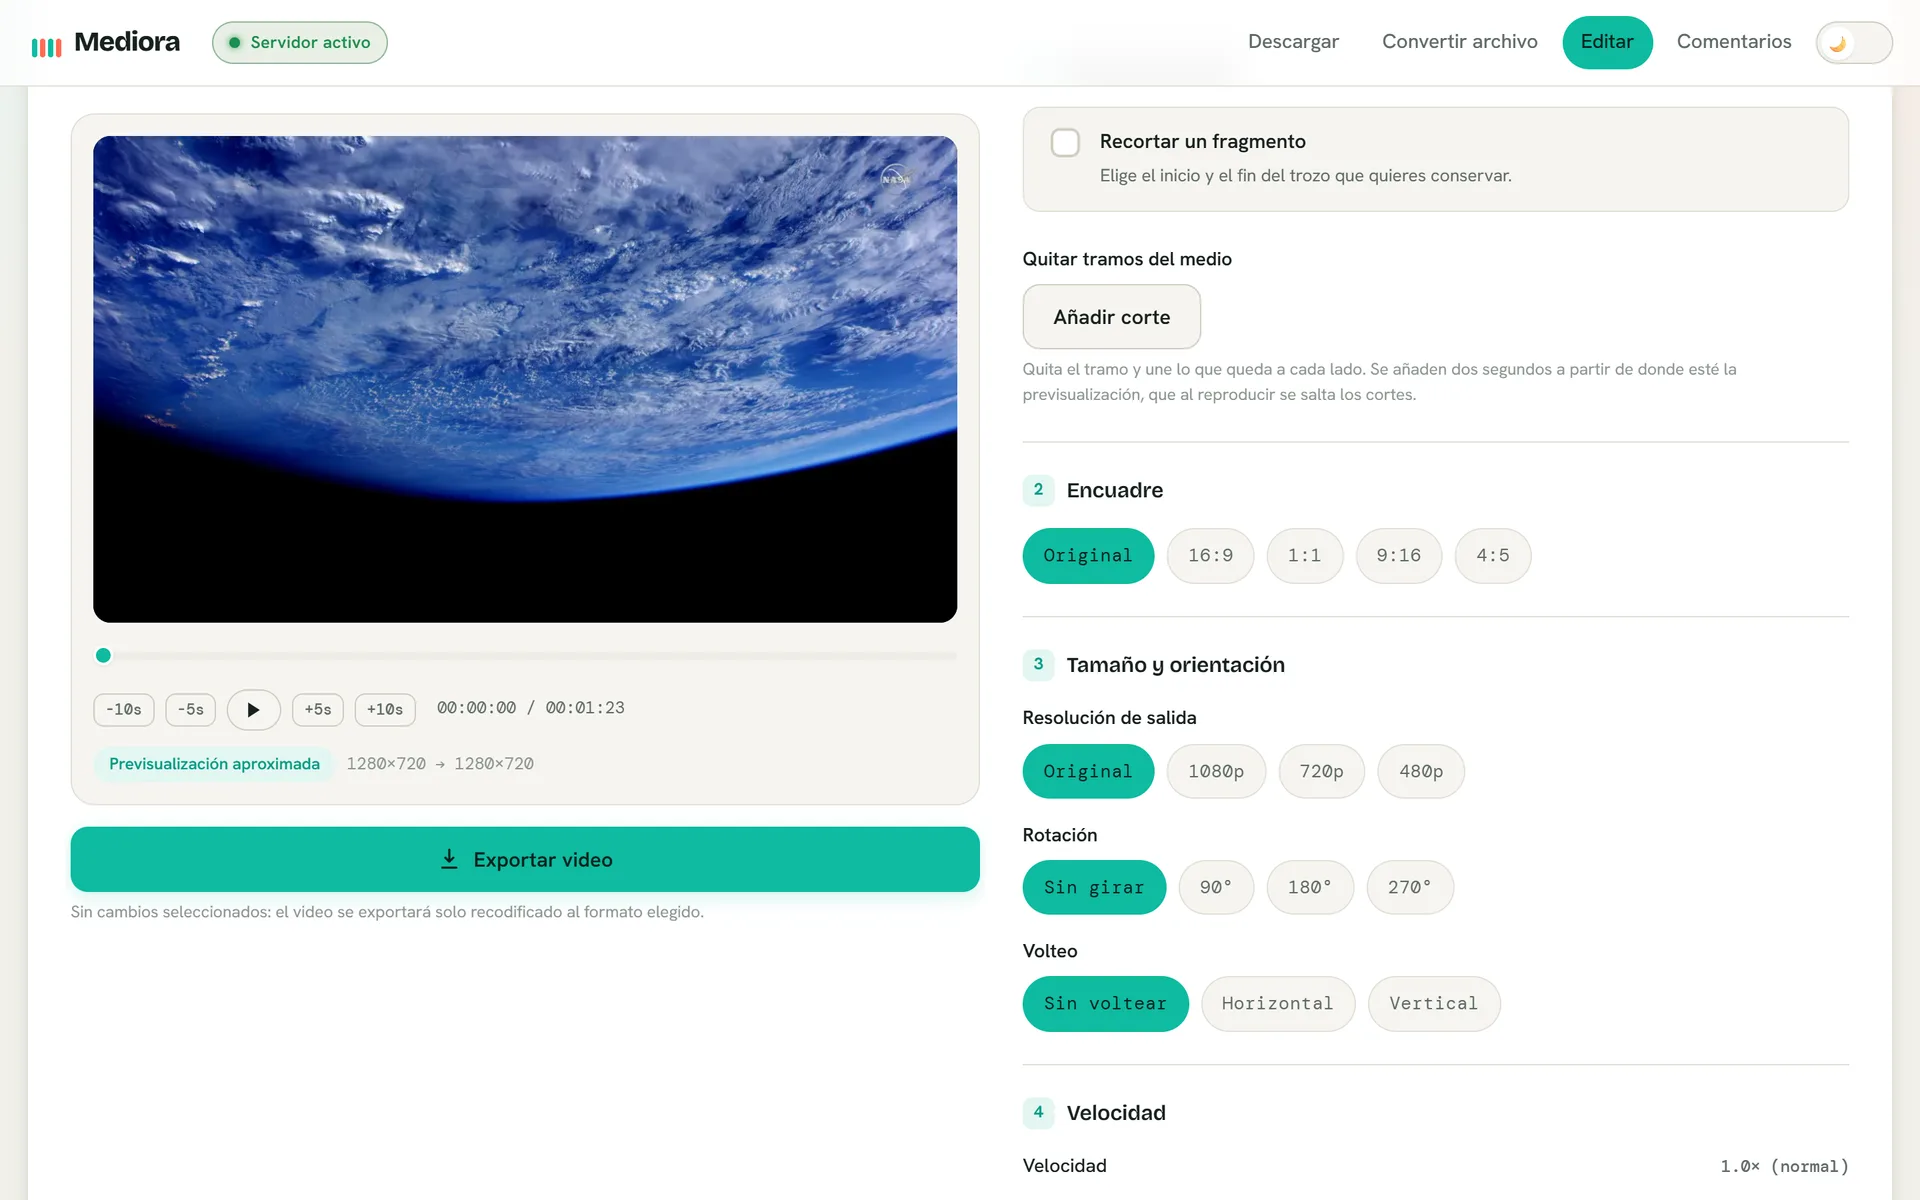 Mediora
Servidor activo
Descargar
Convertir archivo
Editar
Comentarios
NASA
-10s
-5s
+5s
+10s
00:00:00 / 00:01:23
Previsualización aproximada
1280×720 → 1280×720
Exportar video
Sin cambios seleccionados: el video se exportará solo recodificado al formato elegido.
Recortar un fragmento
Elige el inicio y el fin del trozo que quieres conservar.
Quitar tramos del medio
Añadir corte
Quita el tramo y une lo que queda a cada lado. Se añaden dos segundos a partir de donde esté la
previsualización, que al reproducir se salta los cortes.
2 Encuadre
Original 16:9 1:1 9:16 4:5
3 Tamaño y orientación
Resolución de salida
Original 1080p 720p 480p
Rotación
Sin girar 90° 180° 270°
Volteo
Sin voltear Horizontal Vertical
4 Velocidad
Velocidad 1.0× (normal)